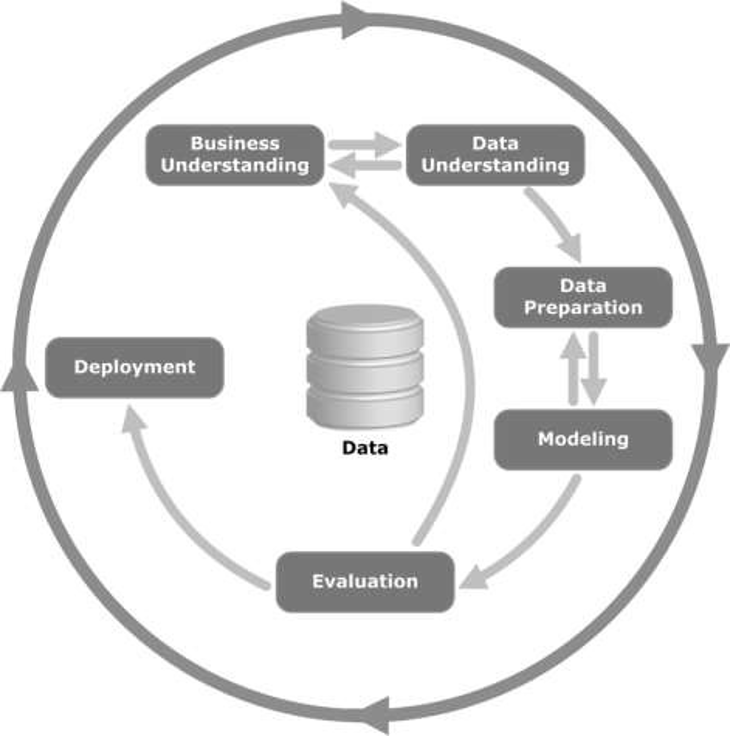 Business
Understanding
Data
Understanding
Data
Preparation
Deployment
Data
Modeling
Evaluation